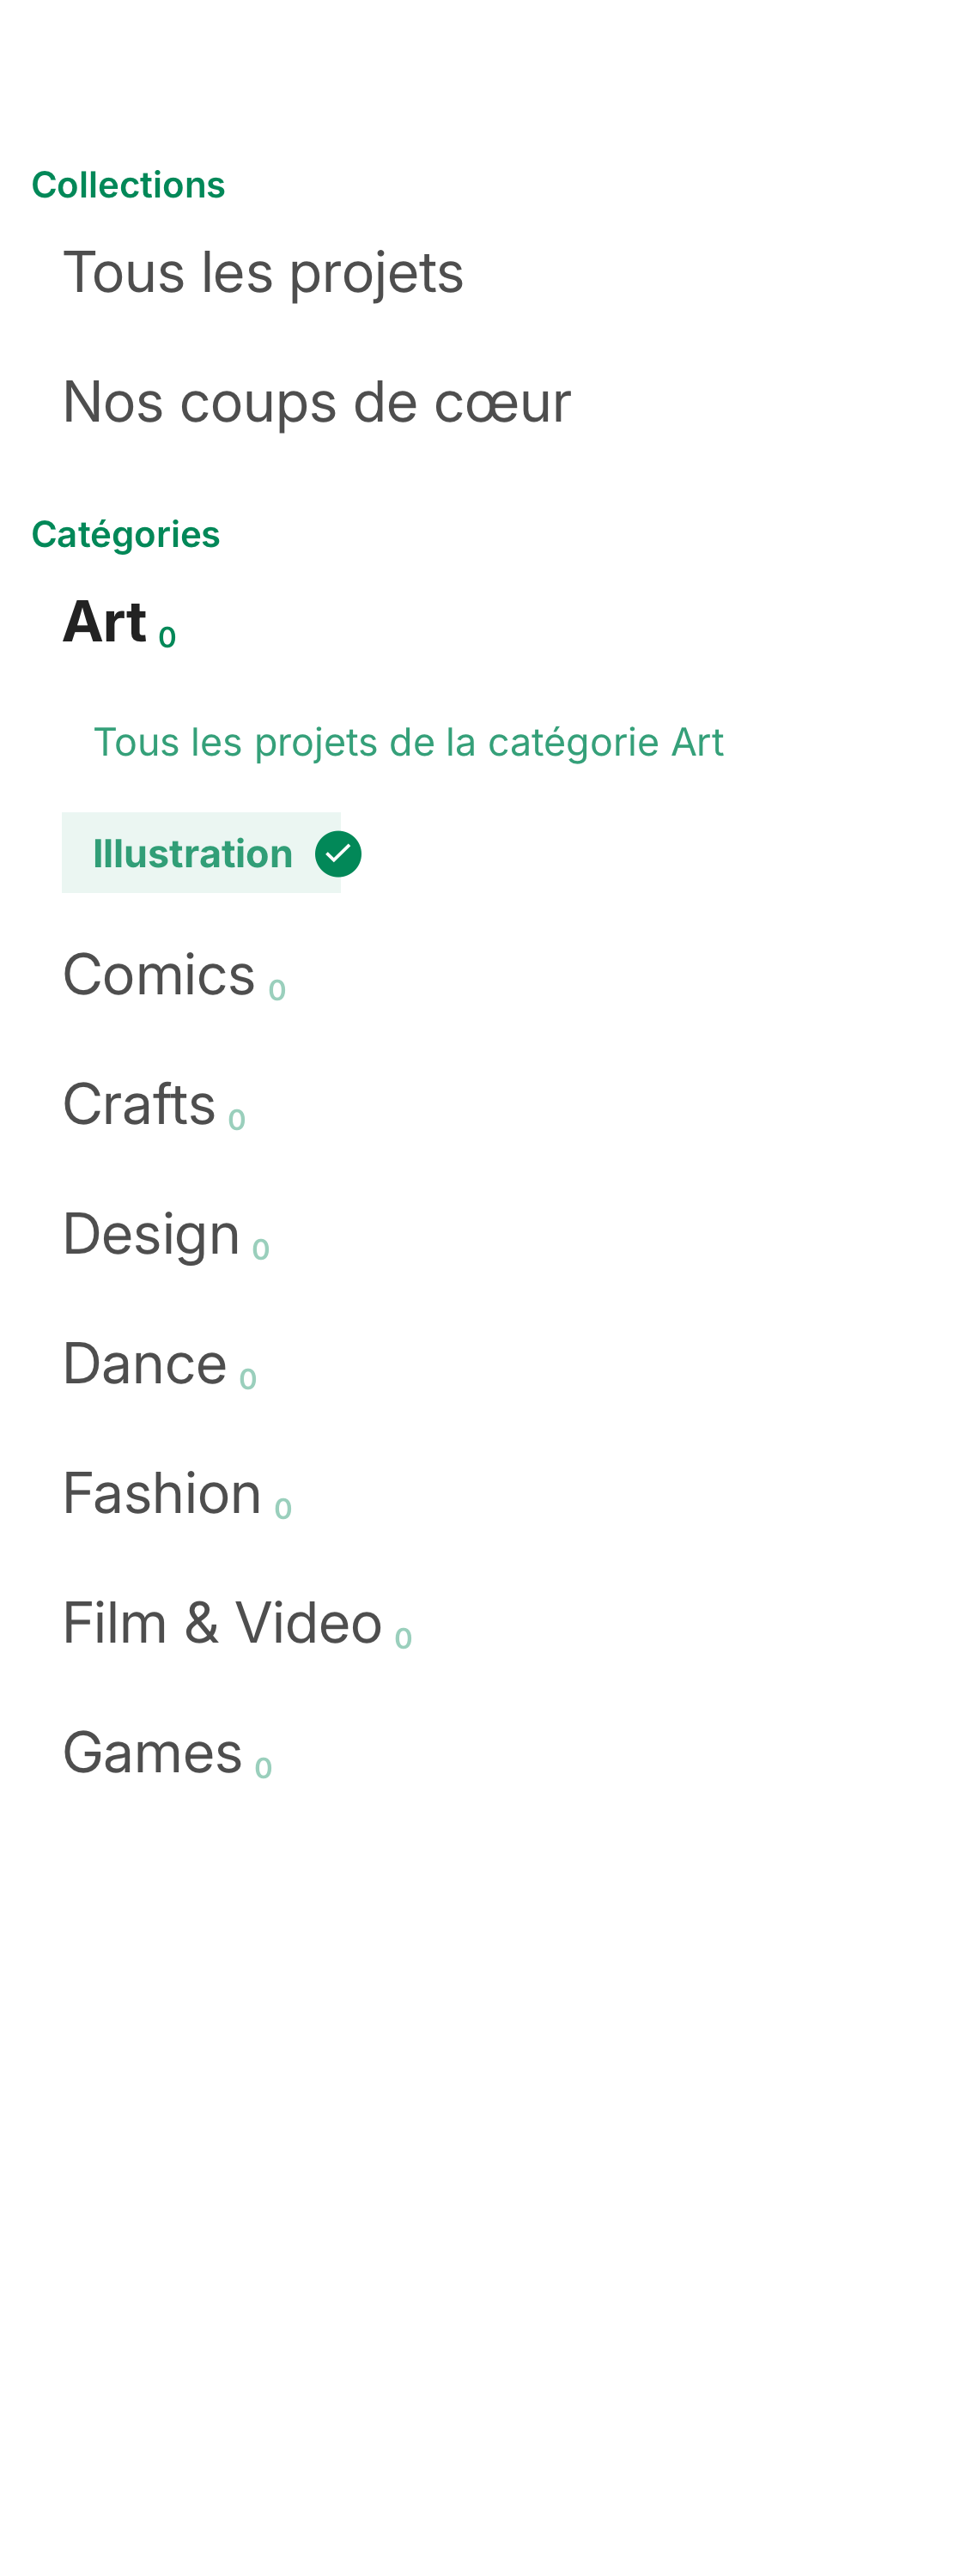 Collections
Tous les projets
Nos coups de cœur
Catégories
Art 0
Tous les projets de la catégorie Art
Illustration
Comics 0
Crafts 0
Design 0
Dance 0
Fashion 0
Film & Video 0
Games 0